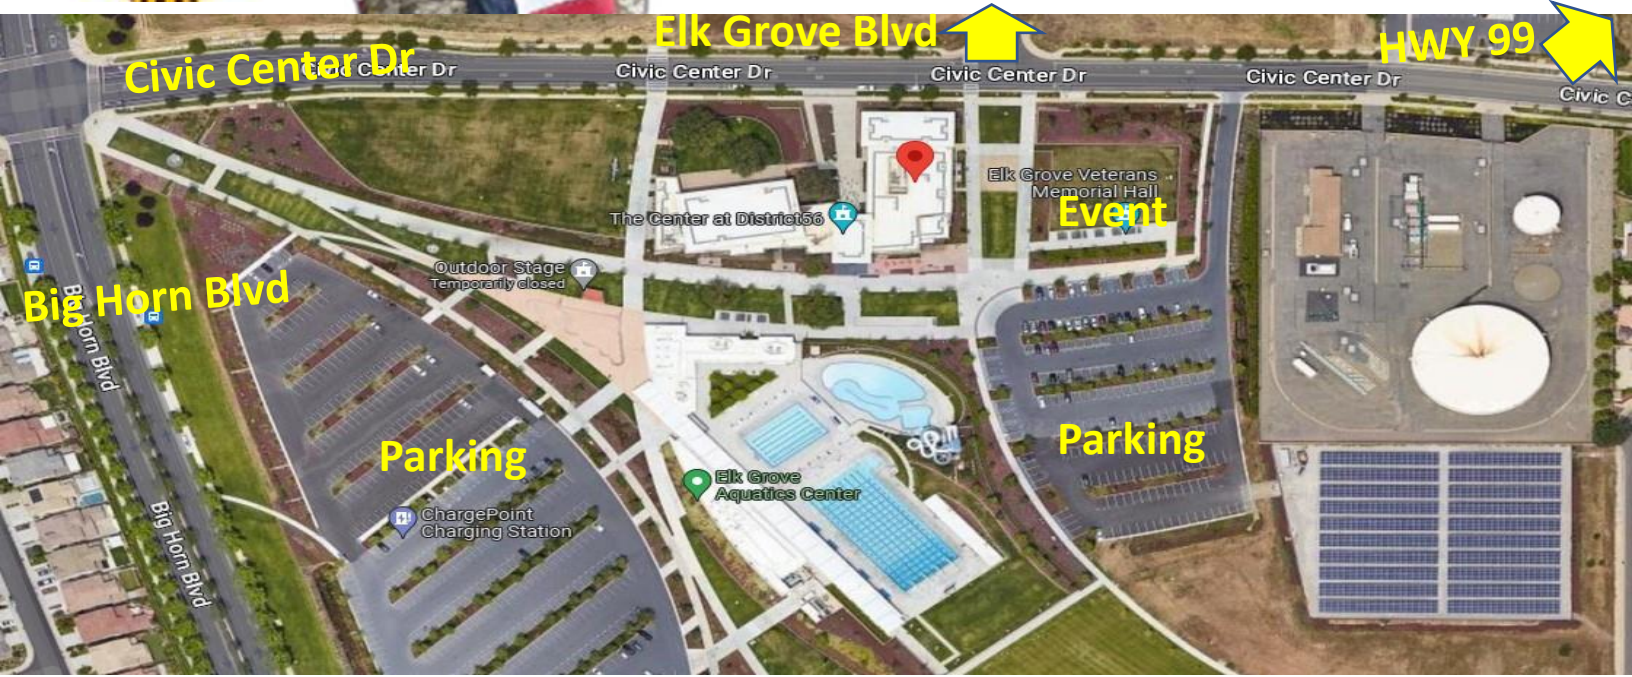 Elk Grove Blvd
HWY 99
Civic Center Dr
Civic Center Dr
Civic Center Dr
Civic Center Dr
Civic Center Dr
Civic C
Elk Grove Veterans
Memorial Hall
Event
The Center at District56
Outdoor Stage
Temporarily closed
Big Horn Blvd
Big Horn Blvd
Parking
Parking
Elk Grove
Aquatics Center
ChargePoint
Charging Station
Big Horn Blvd